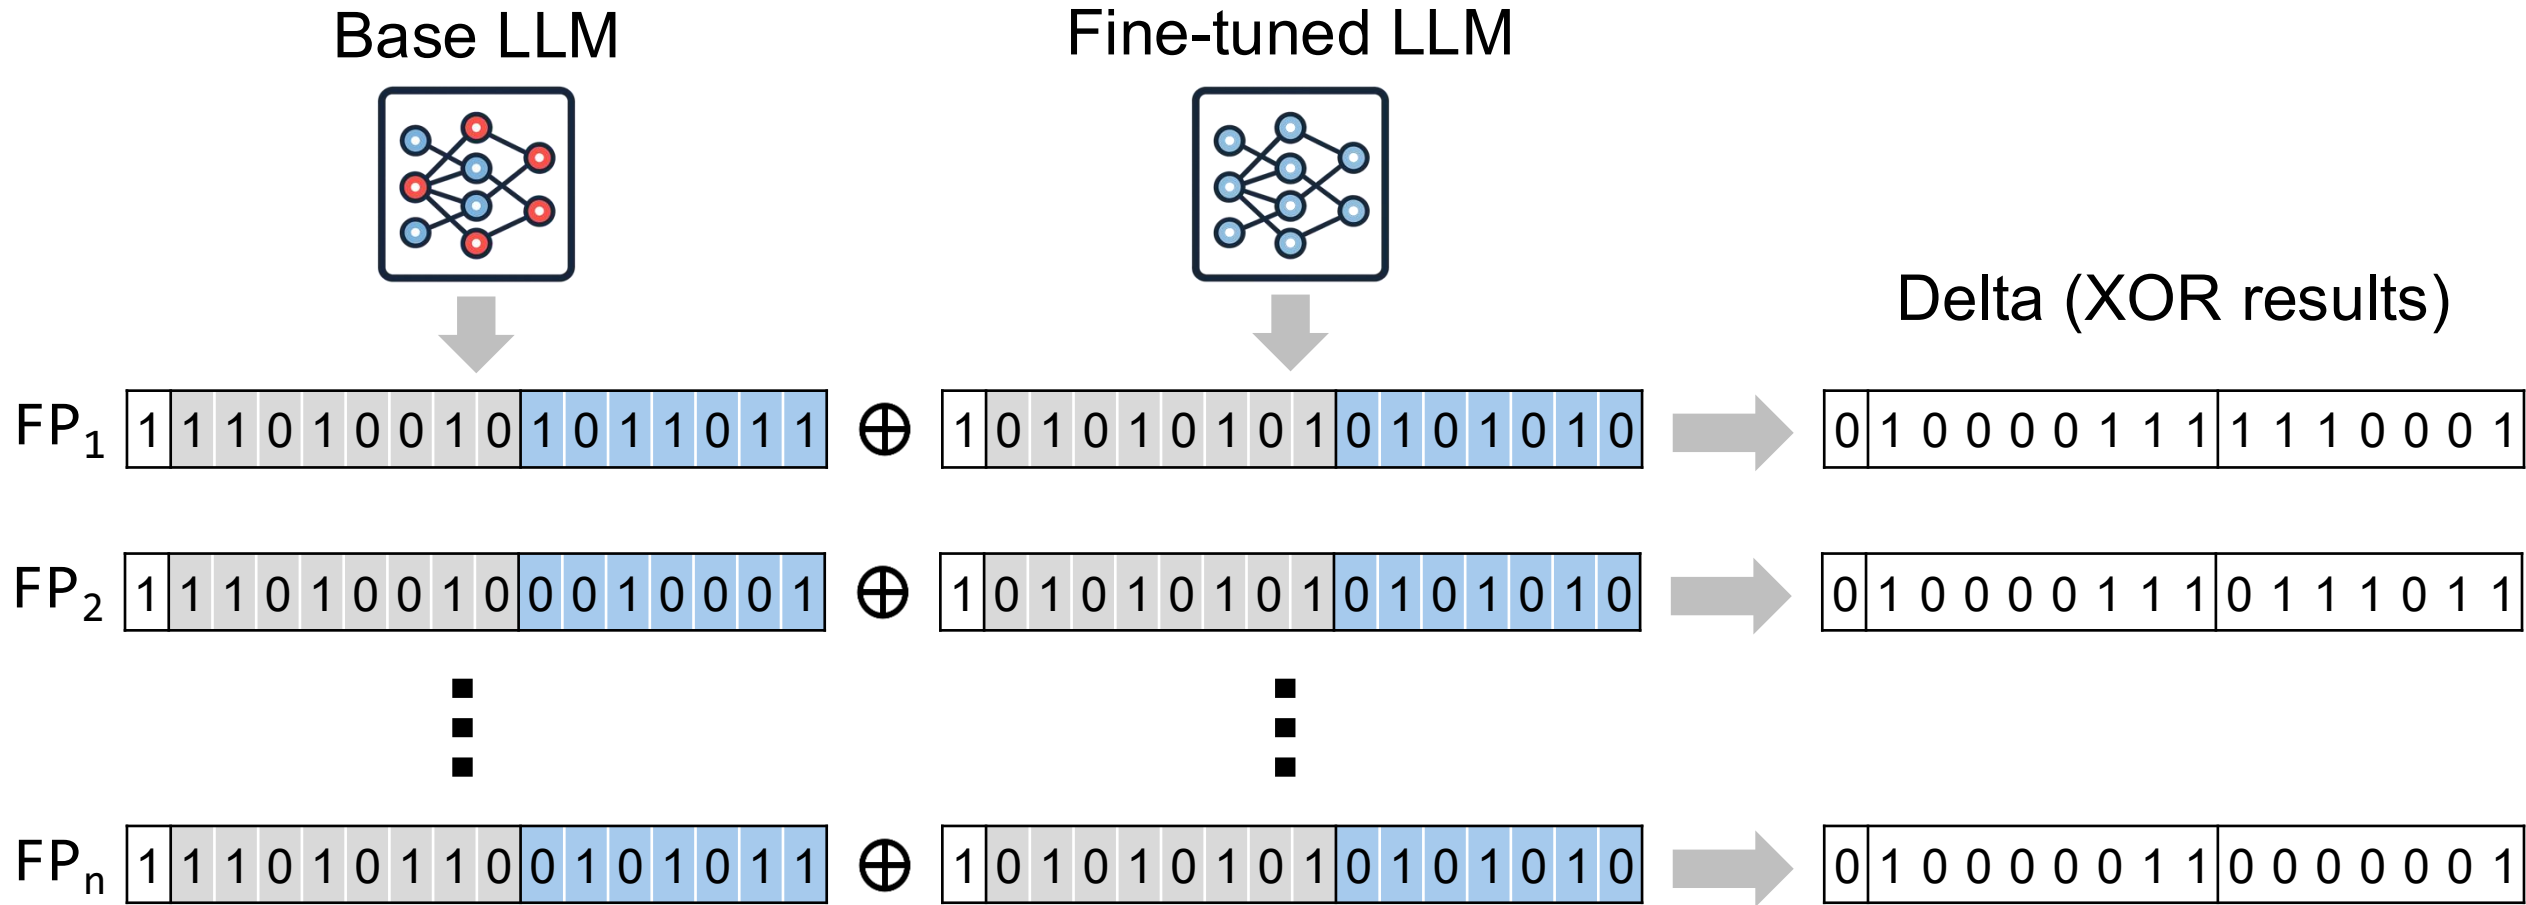 Base LLM
Fine-tuned LLM
Delta (XOR results)
FP1 1 1 1 0 1 0 0 1 0 1 0 1 1 0 1 1 ⊕ 1 0 1 0 1 0 1 0 1 0 1 0 1 0 1 0 0 1 0 0 0 0 1 1 1 1 1 1 0 0 0 1
FP2 1 1 1 0 1 0 0 1 0 0 0 1 0 0 0 1 ⊕ 1 0 1 0 1 0 1 0 1 0 1 0 1 0 1 0 0 1 0 0 0 0 1 1 1 0 1 1 1 0 1 1
FPn 1 1 1 0 1 0 1 1 0 0 1 0 1 0 1 1 ⊕ 1 0 1 0 1 0 1 0 1 0 1 0 1 0 1 0 0 1 0 0 0 0 0 1 1 0 0 0 0 0 0 1